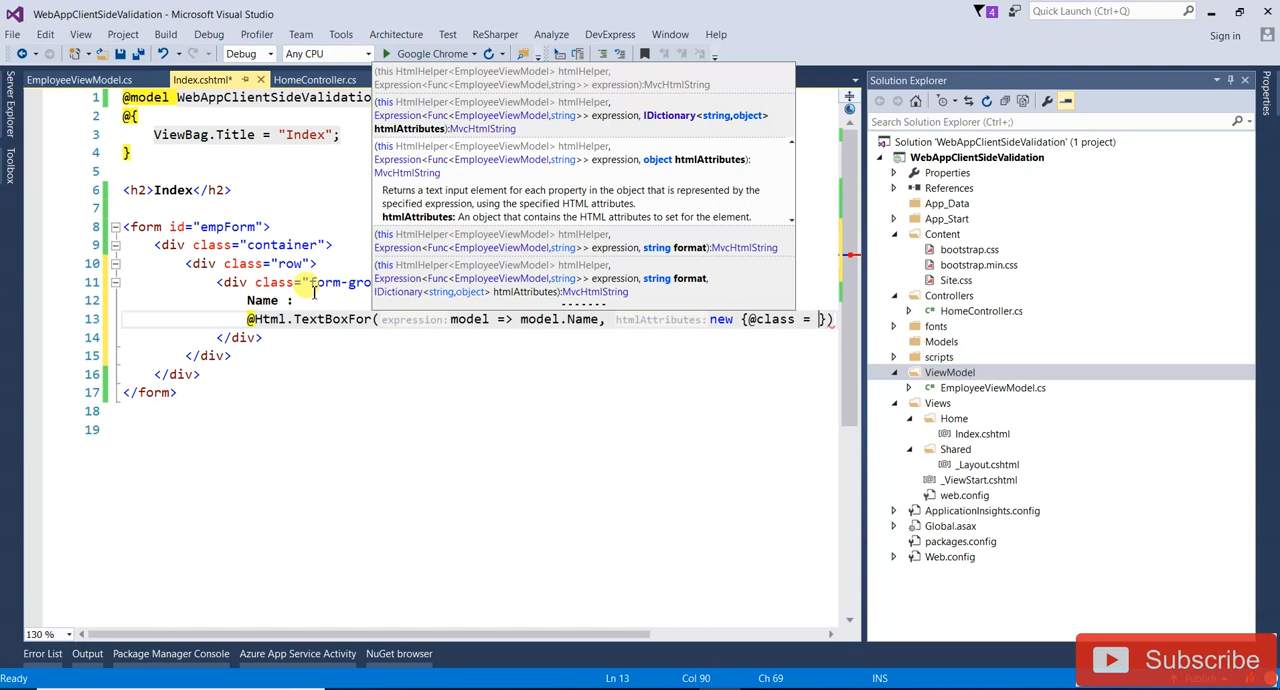 WebAppClientSideValidation - Microsoft Visual Studio
4
Quick Launch (Ctrl+Q)
File Edit View Project Build Debug Profiler Team Tools Architecture Test ReSharper Analyze DevExpress Window Help
Sign in
Debug Any CPU Google Chrome
Server Explorer
Toolbox
EmployeeViewModel.cs Index.cshtml* HomeController.cs
1 @model WebAppClientSideValidatio
2 @{
3 ViewBag.Title = "Index";
4 }
5
6 <h2>Index</h2>
7
8 <form id="empForm">
9 <div class="container">
10 <div class="row">
11 <div class="form-gro
12 Name :
13 @Html.TextBoxFor(expression: model => model.Name, htmlAttributes: new {@class = })
14 </div>
15 </div>
16 </div>
17 </form>
18
19
(this HtmlHelper<EmployeeViewModel> htmlHelper,
Expression<Func<EmployeeViewModel,string>> expression):MvcHtmlString
(this HtmlHelper<EmployeeViewModel> htmlHelper,
Expression<Func<EmployeeViewModel,string>> expression, IDictionary<string,object>
htmlAttributes):MvcHtmlString
(this HtmlHelper<EmployeeViewModel> htmlHelper,
Expression<Func<EmployeeViewModel,string>> expression, object htmlAttributes):
MvcHtmlString
Returns a text input element for each property in the object that is represented by the
specified expression, using the specified HTML attributes.
htmlAttributes: An object that contains the HTML attributes to set for the element.
(this HtmlHelper<EmployeeViewModel> htmlHelper,
Expression<Func<EmployeeViewModel,string>> expression, string format):MvcHtmlString
(this HtmlHelper<EmployeeViewModel> htmlHelper,
Expression<Func<EmployeeViewModel,string>> expression, string format,
IDictionary<string,object> htmlAttributes):MvcHtmlString
130 %
Solution Explorer
Search Solution Explorer (Ctrl+;)
Solution 'WebAppClientSideValidation' (1 project)
WebAppClientSideValidation
Properties
References
App_Data
App_Start
Content
bootstrap.css
bootstrap.min.css
Site.css
Controllers
HomeController.cs
fonts
Models
scripts
ViewModel
EmployeeViewModel.cs
Views
Home
Index.cshtml
Shared
_Layout.cshtml
_ViewStart.cshtml
web.config
ApplicationInsights.config
Global.asax
packages.config
Web.config
Properties
Error List Output Package Manager Console Azure App Service Activity NuGet browser
Ready Ln 13 Col 90 Ch 69 INS
Subscribe
Publish